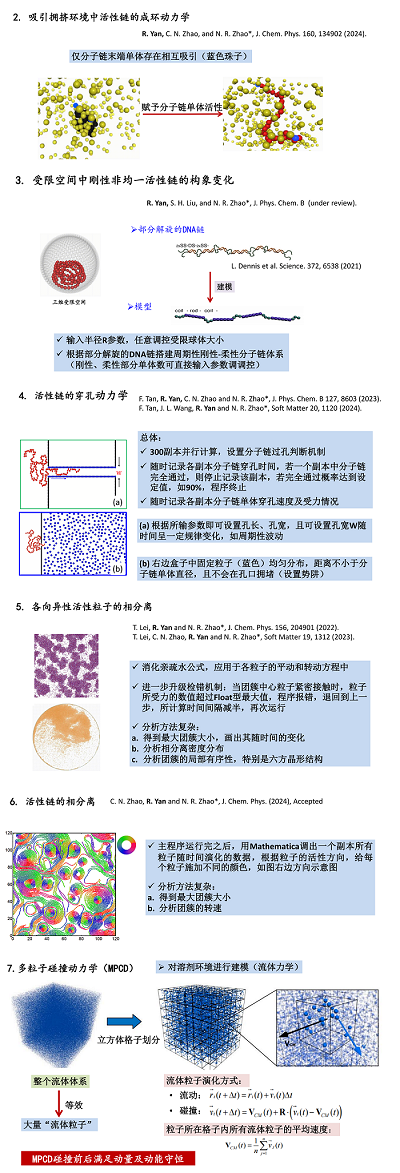 2. 吸引拥挤环境中活性链的成环动力学
R. Yan, C. N. Zhao, and N. R. Zhao*, J. Chem. Phys. 160, 134902 (2024).
仅分子链末端单体存在相互吸引（蓝色珠子）
赋予分子链单体活性
3. 受限空间中刚性非均一活性链的构象变化
R. Yan, S. H. Liu, and N. R. Zhao*, J. Phys. Chem. B (under review).
➢部分解旋的DNA链
dsSS-DS-dsSS-
L. Dennis et al. Science. 372, 6538 (2021)
建模
三维受限空间
➢模型
coil - rod - coil -
✓ 输入半径R参数，任意调控受限球体大小
✓ 根据部分解旋的DNA链搭建周期性刚性-柔性分子链体系
（刚性、柔性部分单体数可直接输入参数调控）
4. 活性链的穿孔动力学
F. Tan, R. Yan, C. N. Zhao and N. R. Zhao*, J. Phys. Chem. B 127, 8603 (2023).
F. Tan, J. L. Wang, R. Yan and N. R. Zhao*, Soft Matter 20, 1120 (2024).
总体：
✓ 300副本并行计算，设置分子链过孔判断机制
✓ 随时记录各副本分子链穿孔时间，若一个副本中分子链
完全通过，则停止记录该副本，若完全通过概率达到设
定值，如90%，程序终止
✓ 随时记录各副本分子链单体穿孔速度及受力情况
W
(a)
(a) 根据所输参数即可设置孔长、孔宽，且可设置孔宽W随
时间呈一定规律变化，如周期性波动
(b)
(b) 右边盒子中固定粒子（蓝色）均匀分布，距离不小于分
子链单体直径，且不会在孔口拥堵（设置势阱）
5. 各向异性活性粒子的相分离
T. Lei, R. Yan and N. R. Zhao*, J. Chem. Phys. 156, 204901 (2022).
T. Lei, C. N. Zhao, R. Yan and N. R. Zhao*, Soft Matter 19, 1312 (2023).
✓ 消化亲疏水公式，应用于各粒子的平动和转动方程中
✓ 进一步升级检错机制：当团簇中心粒子紧密接触时，粒子
所受力的数值超过Float型最大值，程序报错，退回到上一
步，所计算时间间隔减半，再次运行
✓ 分析方法复杂：
a. 得到最大团簇大小，画出其随时间的变化
b. 分析相分离密度分布
c. 分析团簇的局部有序性，特别是六方晶形结构
6. 活性链的相分离
C. N. Zhao, R. Yan and N. R. Zhao*, J. Chem. Phys. (2024), Accepted
✓ 主程序运行完之后，用Mathematica调出一个副本所有
粒子随时间演化的数据，根据粒子的活性方向，给每
个粒子施加不同的颜色，如图右边方向示意图
✓ 分析方法复杂：
a. 得到最大团簇大小
b. 分析团簇的转速
120
100
80
60
40
20
0
0 20 40 60 80 100 120
7. 多粒子碰撞动力学（MPCD）
➢ 对溶剂环境进行建模（流体力学）
立方体格子划分
整个流体体系
等效
大量“流体粒子”
流体粒子演化方式：
• 流动： r_i(t + Δt) = r_i(t) + v_i(t)Δt
• 碰撞： v_i(t + Δt) = V_CM(t) + R · (v_i(t) − V_CM(t))
粒子所在格子内所有流体粒子的平均速度：
MPCD碰撞前后满足动量及动能守恒